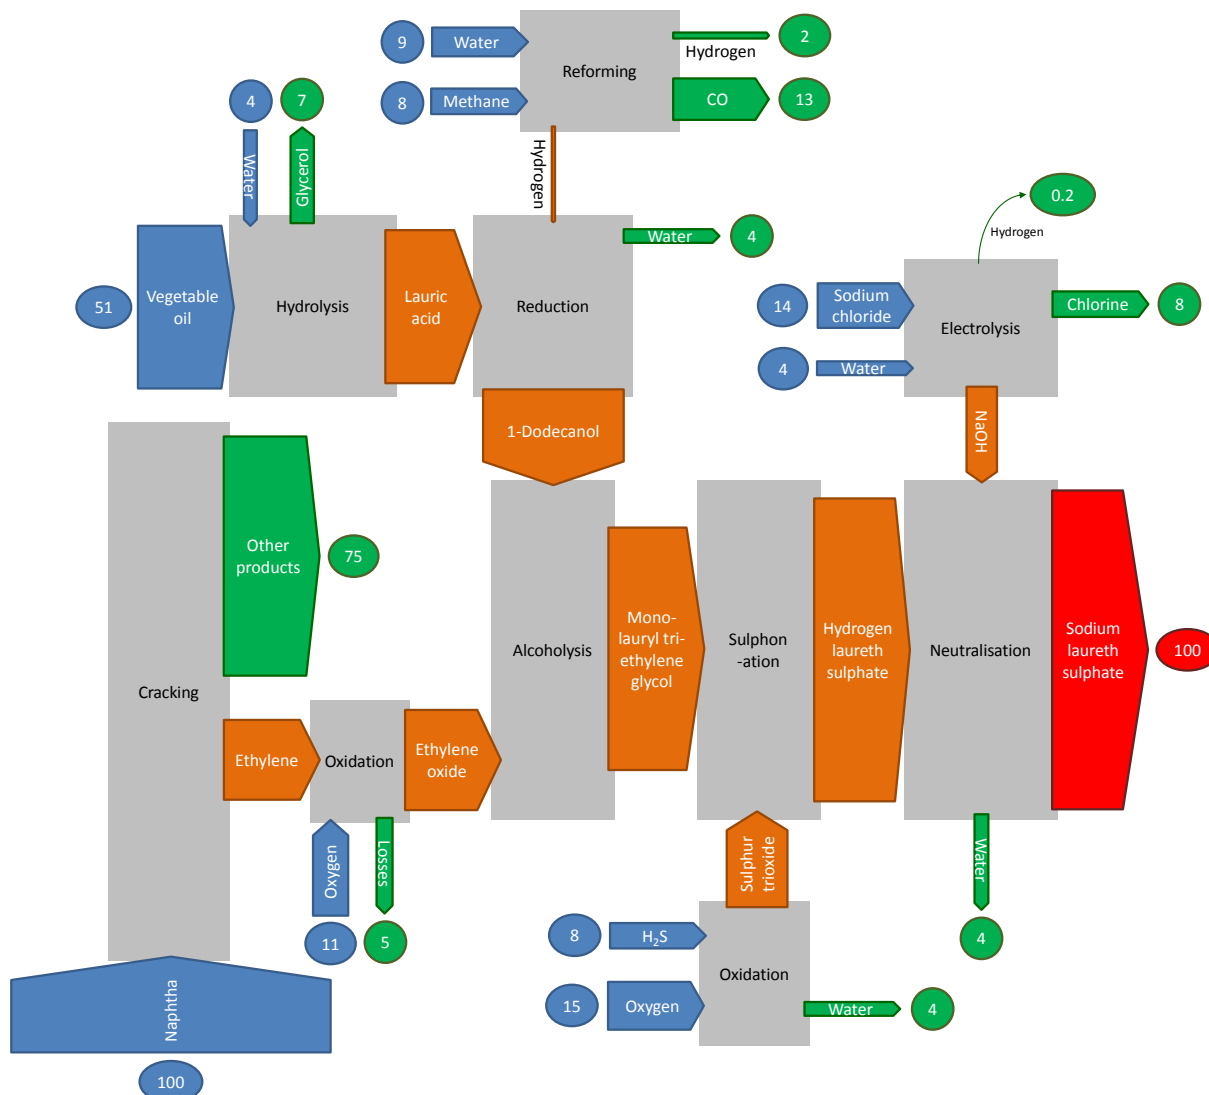 9
Water
Hydrogen
2
Reforming
8
Methane
CO
13
4
7
Water
Glycerol
Hydrogen
0.2
Hydrogen
Water
4
51
Vegetable
oil
Hydrolysis
Lauric
acid
Reduction
14
Sodium
chloride
Electrolysis
Chlorine
8
4
Water
1-Dodecanol
NaOH
Other
products
75
Cracking
Alcoholysis
Mono-
lauryl tri-
ethylene
glycol
Sulphon
-ation
Hydrogen
laureth
sulphate
Neutralisation
Sodium
laureth
sulphate
100
Ethylene
Oxidation
Ethylene
oxide
Oxygen
Losses
Sulphur
trioxide
Water
11
5
8
H₂S
4
Oxidation
15
Oxygen
Water
4
Naphtha
100